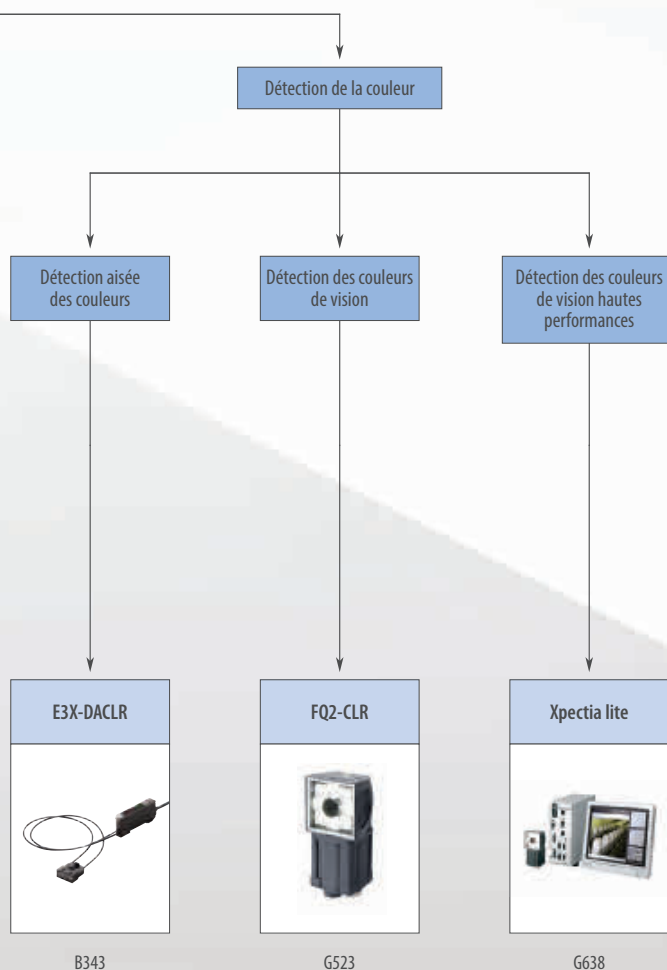 Détection de la couleur
Détection aisée
des couleurs
Détection des couleurs
de vision
Détection des couleurs
de vision hautes
performances
E3X-DACLR
FQ2-CLR
Xpectia lite
B343
G523
G638